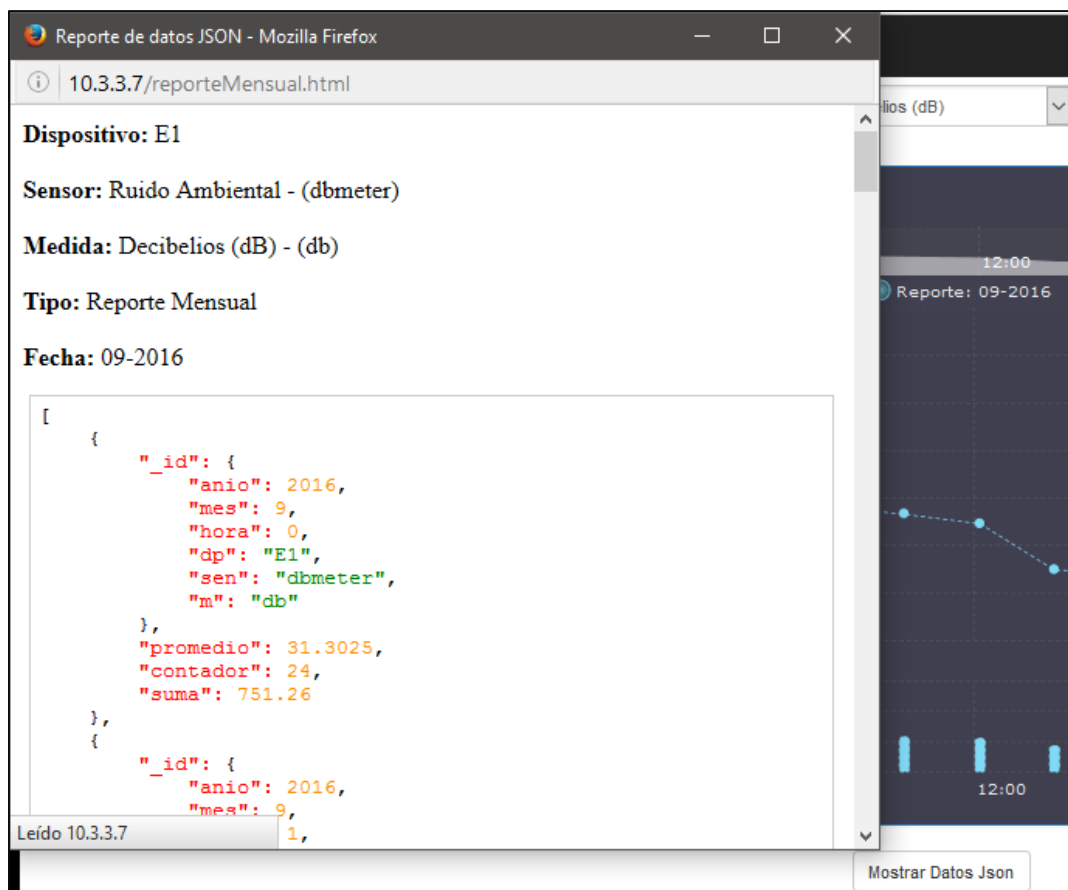 Reporte de datos JSON - Mozilla Firefox
10.3.3.7/reporteMensual.html
Dispositivo: E1
Sensor: Ruido Ambiental - (dbmeter)
Medida: Decibelios (dB) - (db)
Tipo: Reporte Mensual
Fecha: 09-2016
[
{
"_id": {
"anio": 2016,
"mes": 9,
"hora": 0,
"dp": "E1",
"sen": "dbmeter",
"m": "db"
},
"promedio": 31.3025,
"contador": 24,
"suma": 751.26
},
{
"_id": {
"anio": 2016,
"mes": 9,
1,
Leído 10.3.3.7
(dB)
12:00
Reporte: 09-2016
12:00
Mostrar Datos Json